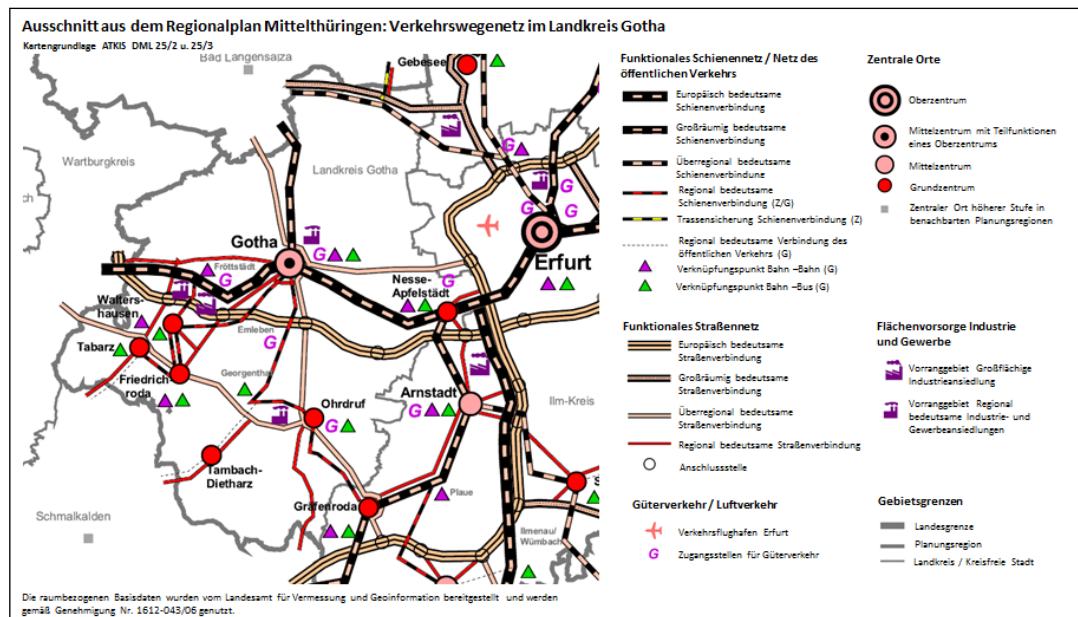 Ausschnitt aus dem Regionalplan Mittelthüringen: Verkehrswegenetz im Landkreis Gotha
Kartengrundlage ATKIS DML 25/2 u. 25/3
Bad Langensalza
Gebesee
Wartburgkreis
Landkreis Gotha
G
G
G
G
Gotha
G
Fröttstädt
G
Nesse-
Apfelstädt
G
Erfurt
Walters-
hausen
Emleben
G
Tabarz
Friedrich-
roda
Georgenthal
Arnstadt
G
Ilm-Kreis
Ohrdruf
G
Tambach-
Dietharz
Plaue
Gräfenroda
S
Schmalkalden
Ilmenau/
Wümbach
Funktionales Schienennetz / Netz des
öffentlichen Verkehrs
Europäisch bedeutsame
Schienenverbindung
Großräumig bedeutsame
Schienenverbindung
Überregional bedeutsame
Schienenverbindunne
Regional bedeutsame
Schienenverbindung (Z/G)
Trassensicherung Schienenverbindung (Z)
Regional bedeutsame Verbindung des
öffentlichen Verkehrs (G)
Verknüpfungspunkt Bahn –Bahn (G)
Verknüpfungspunkt Bahn –Bus (G)
Funktionales Straßennetz
Europäisch bedeutsame
Straßenverbindung
Großräumig bedeutsame
Straßenverbindung
Überregional bedeutsame
Straßenverbindung
Regional bedeutsame Straßenverbindung
Anschlussstelle
Güterverkehr / Luftverkehr
Verkehrsflughafen Erfurt
G Zugangsstellen für Güterverkehr
Zentrale Orte
Oberzentrum
Mittelzentrum mit Teilfunktionen
eines Oberzentrums
Mittelzentrum
Grundzentrum
Zentraler Ort höherer Stufe in
benachbarten Planungsregionen
Flächenvorsorge Industrie
und Gewerbe
Vorranggebiet Großflächige
Industrieansiedlung
Vorranggebiet Regional
bedeutsame Industrie- und
Gewerbeansiedlungen
Gebietsgrenzen
Landesgrenze
Planungsregion
Landkreis / Kreisfreie Stadt
Die raumbezogenen Basisdaten wurden vom Landesamt für Vermessung und Geoinformation bereitgestellt und werden
gemäß Genehmigung Nr. 1612-043/06 genutzt.